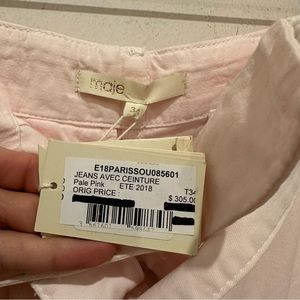 maje
34
E18PARISSOU085601
JEANS AVEC CEINTURE
Pale Pink ETE 2018 T34
ORIG PRICE : $ 305.00